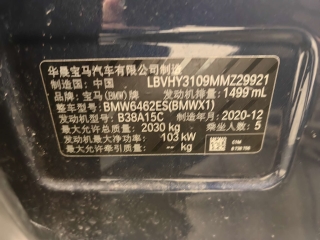 华晨宝马汽车有限公司制造
制造国：中国 LBVHY3109MMZ29921
品牌：宝马(BMW)牌 发动机排量：1499 mL
整车型号：BMW6462ES(BMWX1)
发动机型号：B38A15C 制造年月：2020-12
最大允许总质量：2030 kg 乘坐人数：5
发动机最大净功率：103 kW
最大允许牵引质量：-- kg